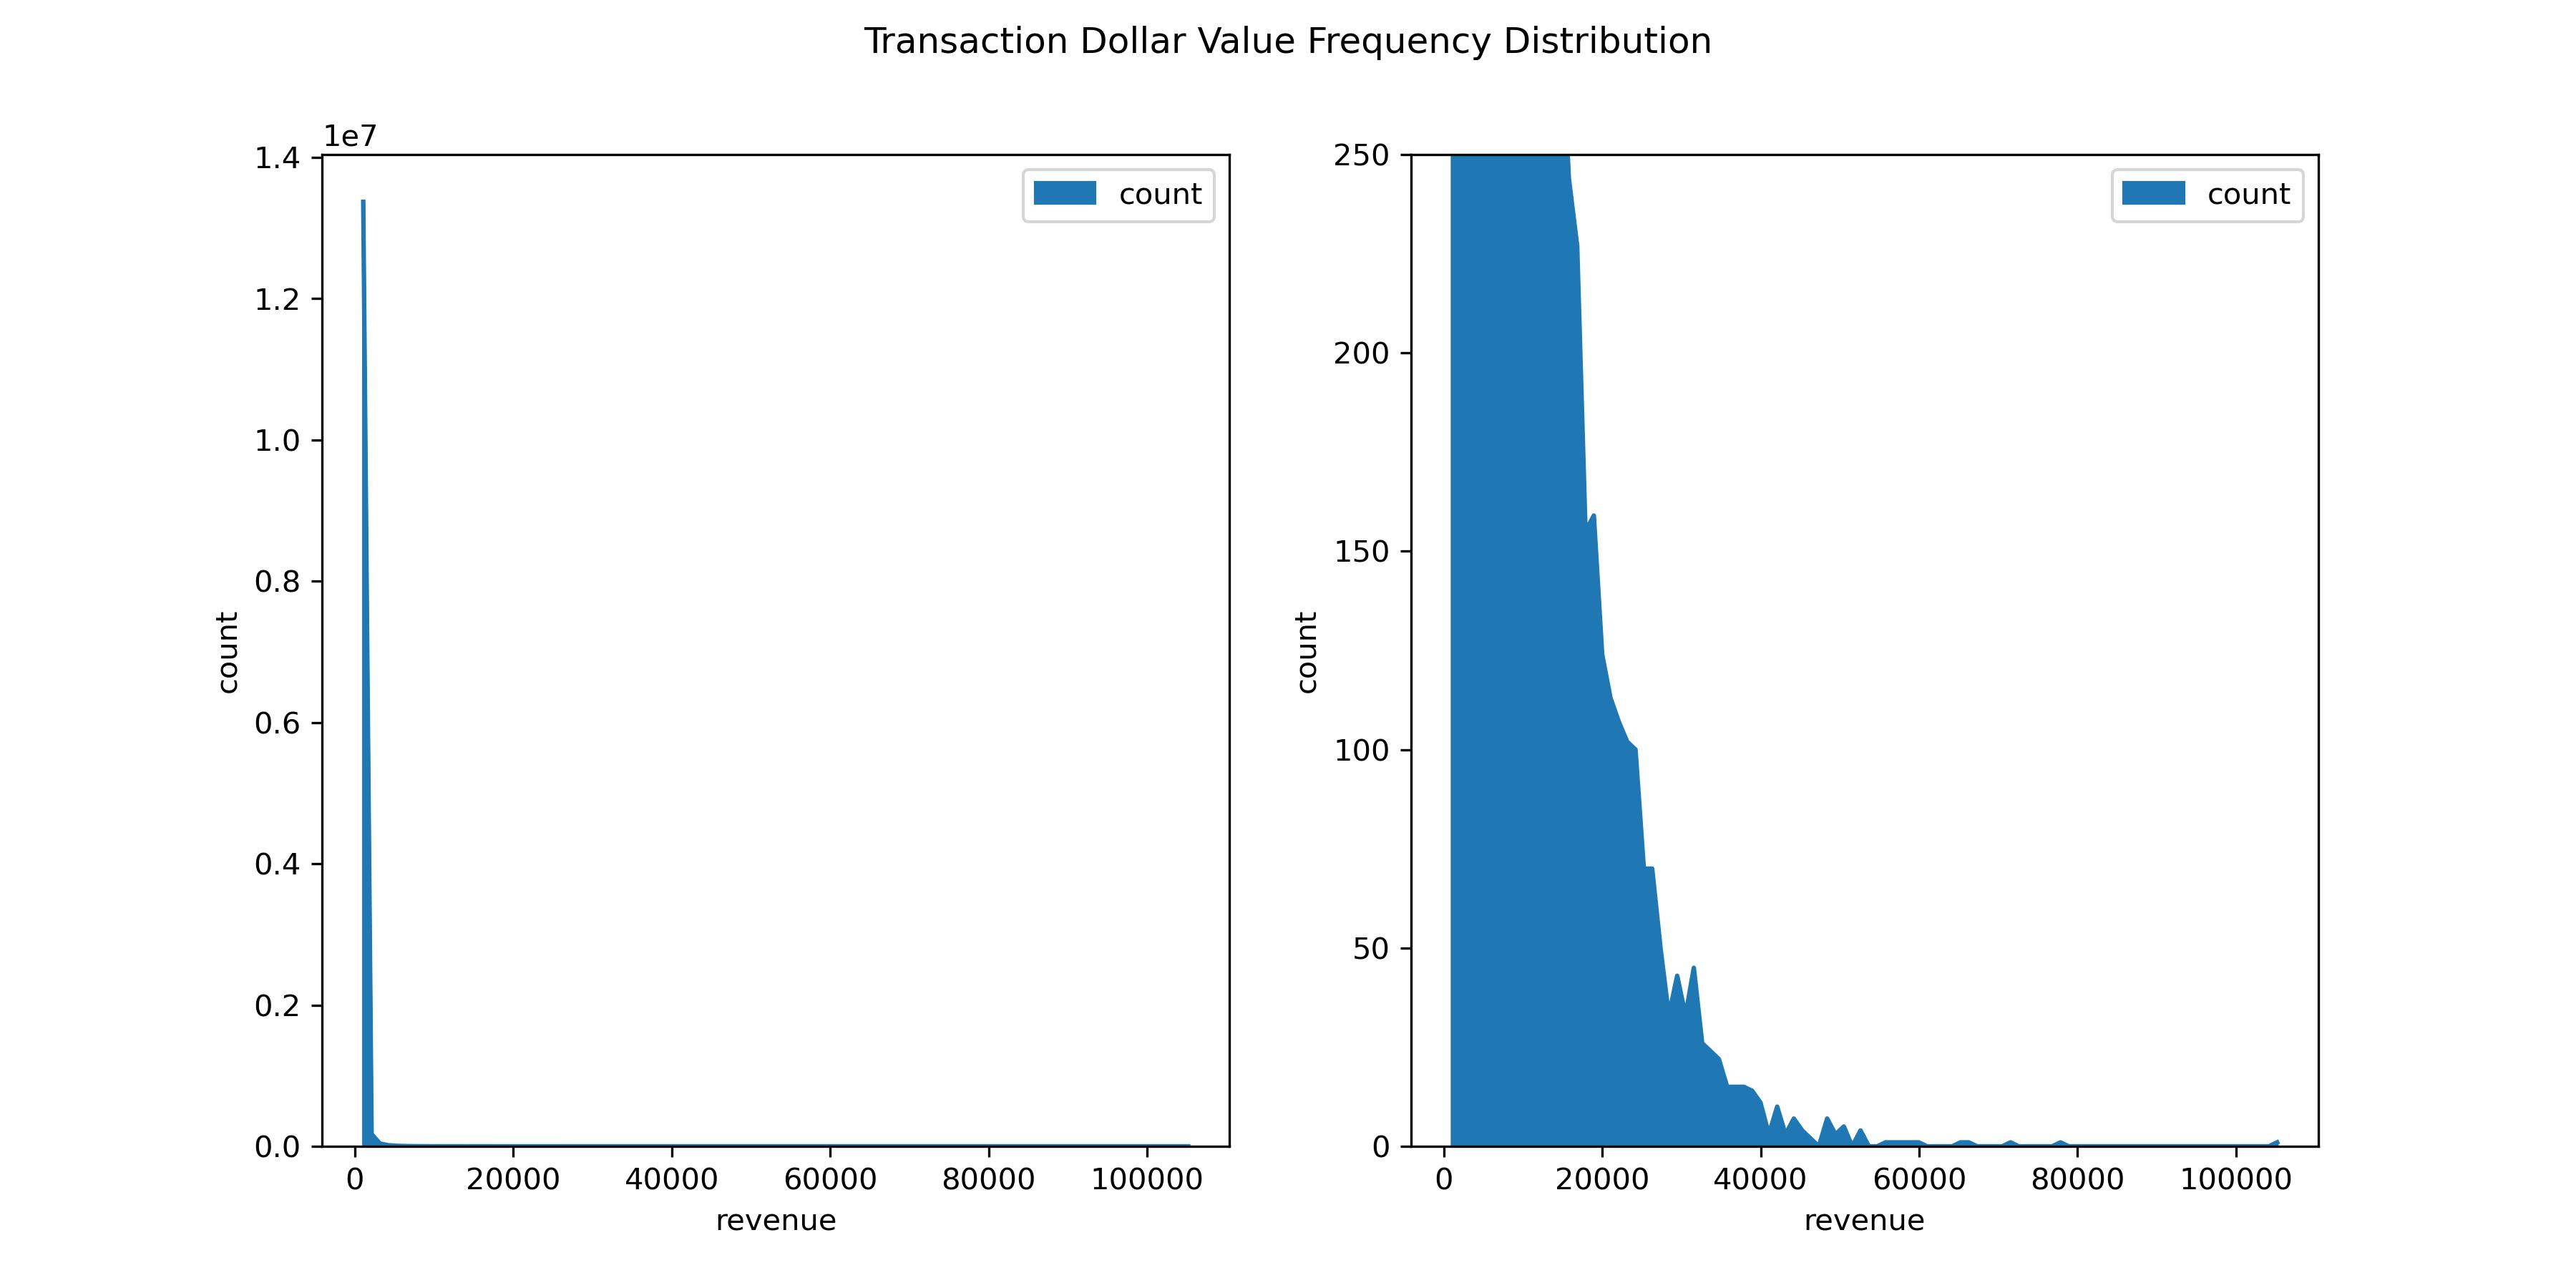 Transaction Dollar Value Frequency Distribution
1e7
1.4
1.2
1.0
0.8
0.6
0.4
0.2
0.0
count
0 20000 40000 60000 80000 100000
revenue
count
250
200
150
100
50
0
count
0 20000 40000 60000 80000 100000
revenue
count